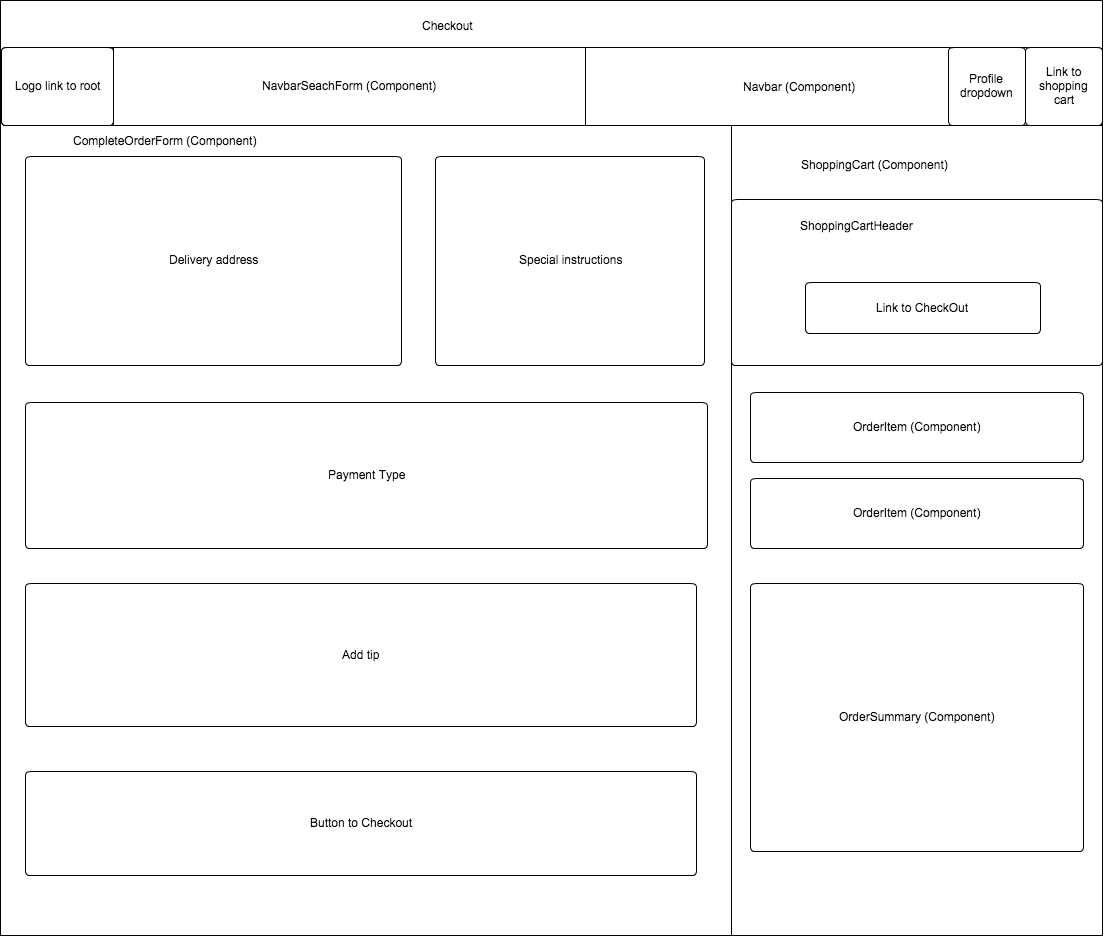 Checkout
Logo link to root
NavbarSeachForm (Component)
Navbar (Component)
Profile
dropdown
Link to
shopping
cart
CompleteOrderForm (Component)
Delivery address
Special instructions
Payment Type
Add tip
Button to Checkout
ShoppingCart (Component)
ShoppingCartHeader
Link to CheckOut
OrderItem (Component)
OrderItem (Component)
OrderSummary (Component)